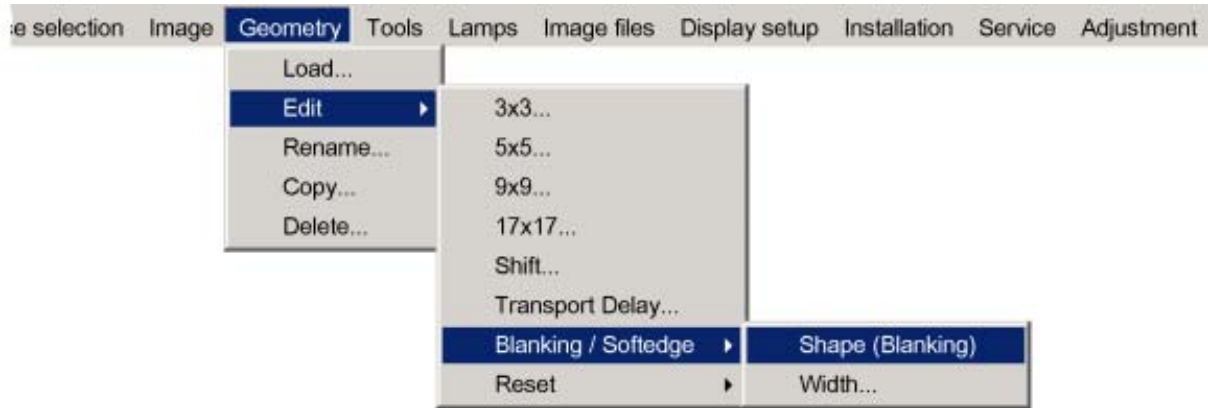 e selection Image Geometry Tools Lamps Image files Display setup Installation Service Adjustment
Load...
Edit
3x3...
Rename...
5x5...
Copy...
9x9...
Delete...
17x17...
Shift...
Transport Delay...
Blanking / Softedge
Shape (Blanking)
Reset
Width...